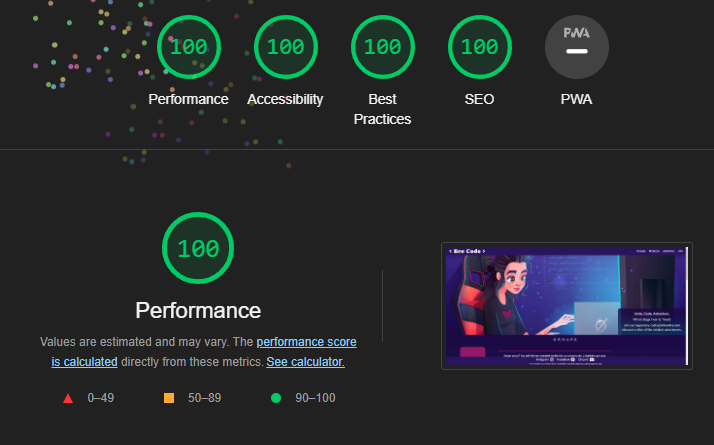 100
100
100
100
PWA
Performance
Accessibility
Best
Practices
SEO
PWA
100
Performance
Values are estimated and may vary. The performance score
is calculated directly from these metrics. See calculator.
0–49
50–89
90–100
< Bro Code >